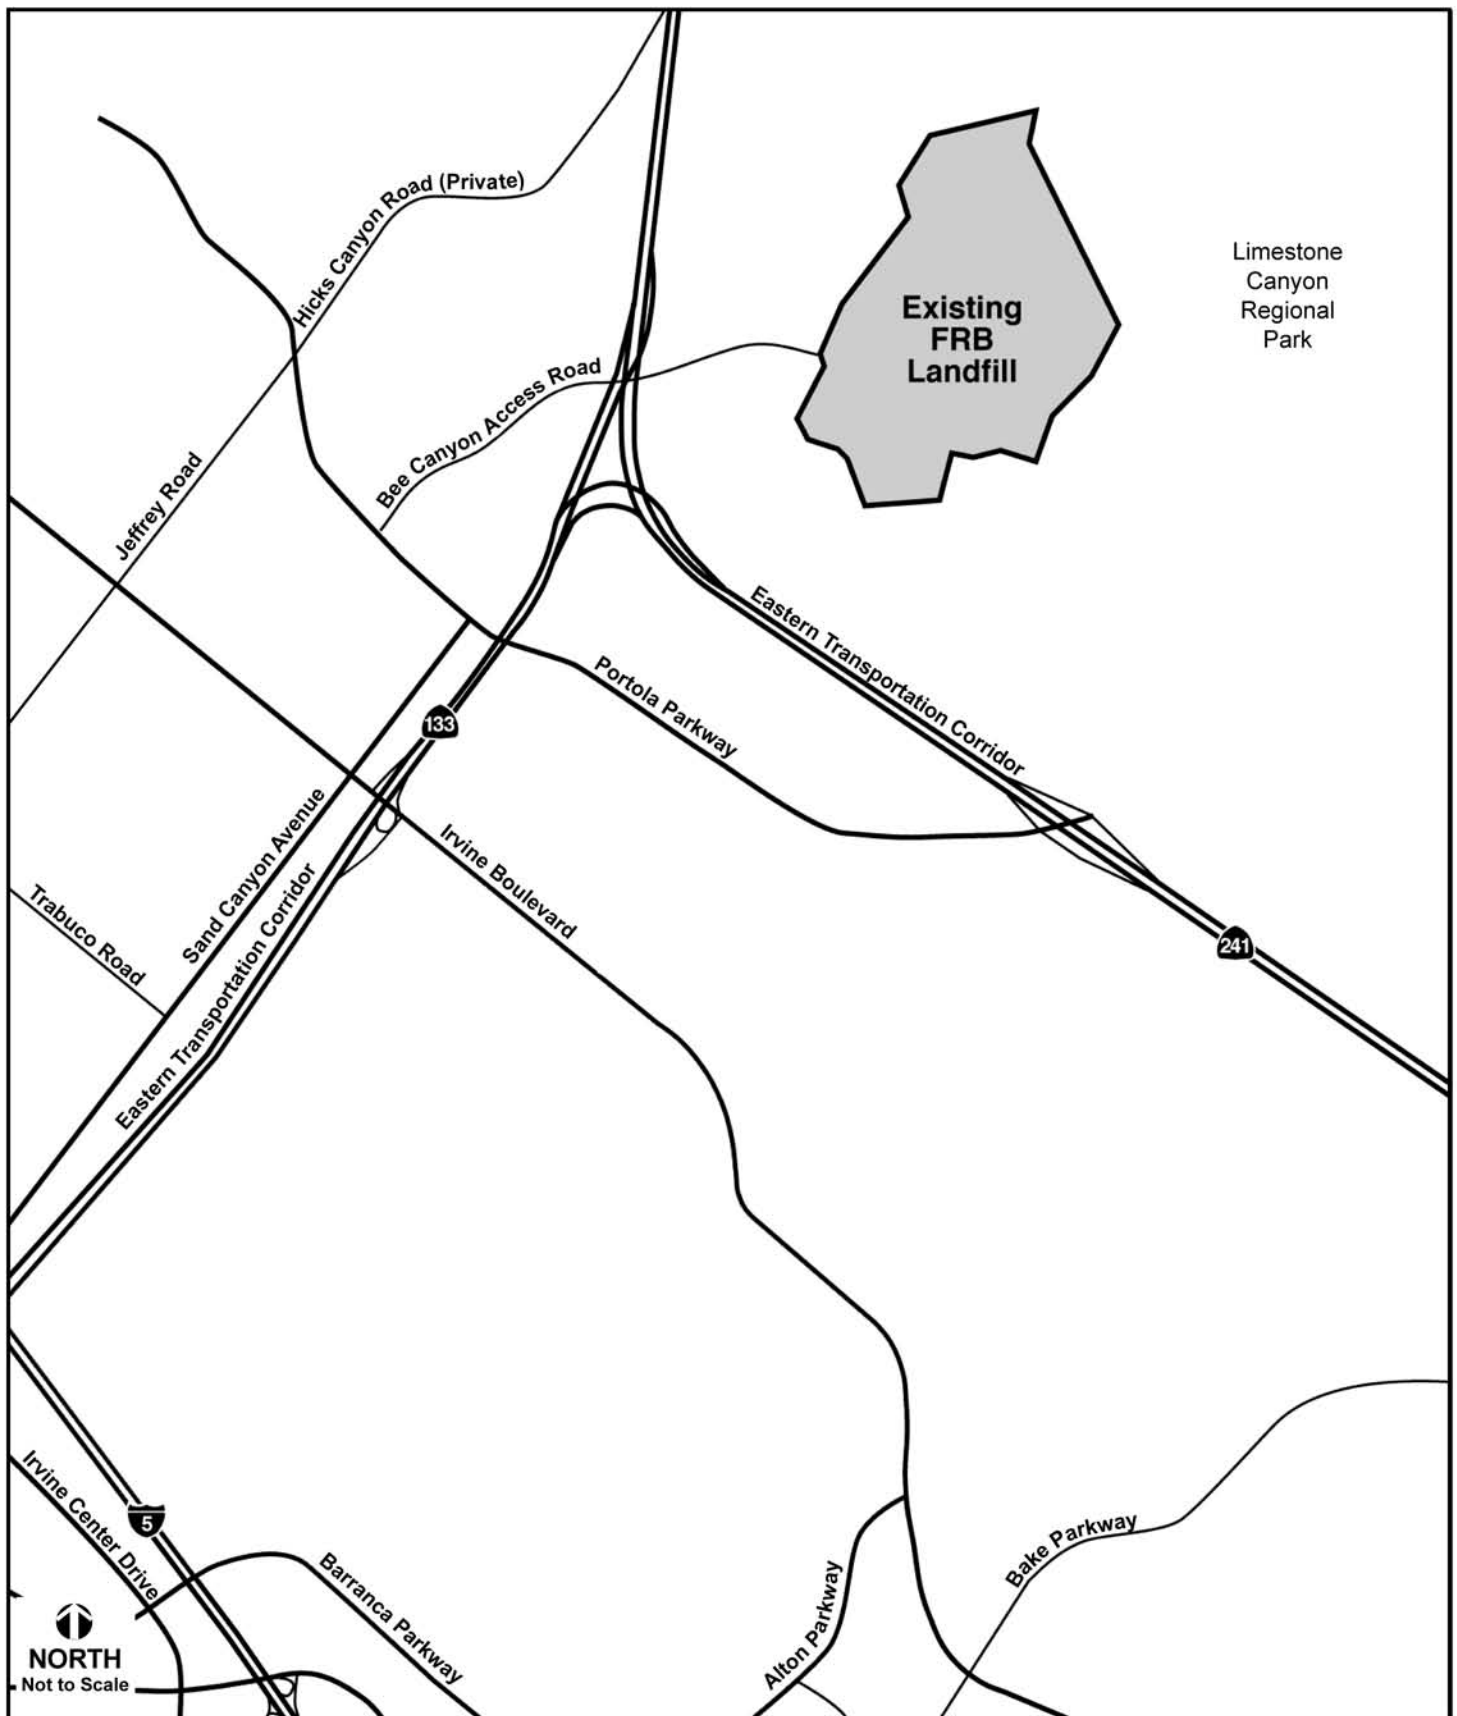 Hicks Canyon Road (Private)
Limestone
Canyon
Regional
Park
Existing
FRB
Landfill
Bee Canyon Access Road
Jeffrey Road
Eastern Transportation Corridor
Portola Parkway
133
Sand Canyon Avenue
Irvine Boulevard
Trabuco Road
Eastern Transportation Corridor
241
Irvine Center Drive
5
Barranca Parkway
Bake Parkway
Alton Parkway
NORTH
Not to Scale